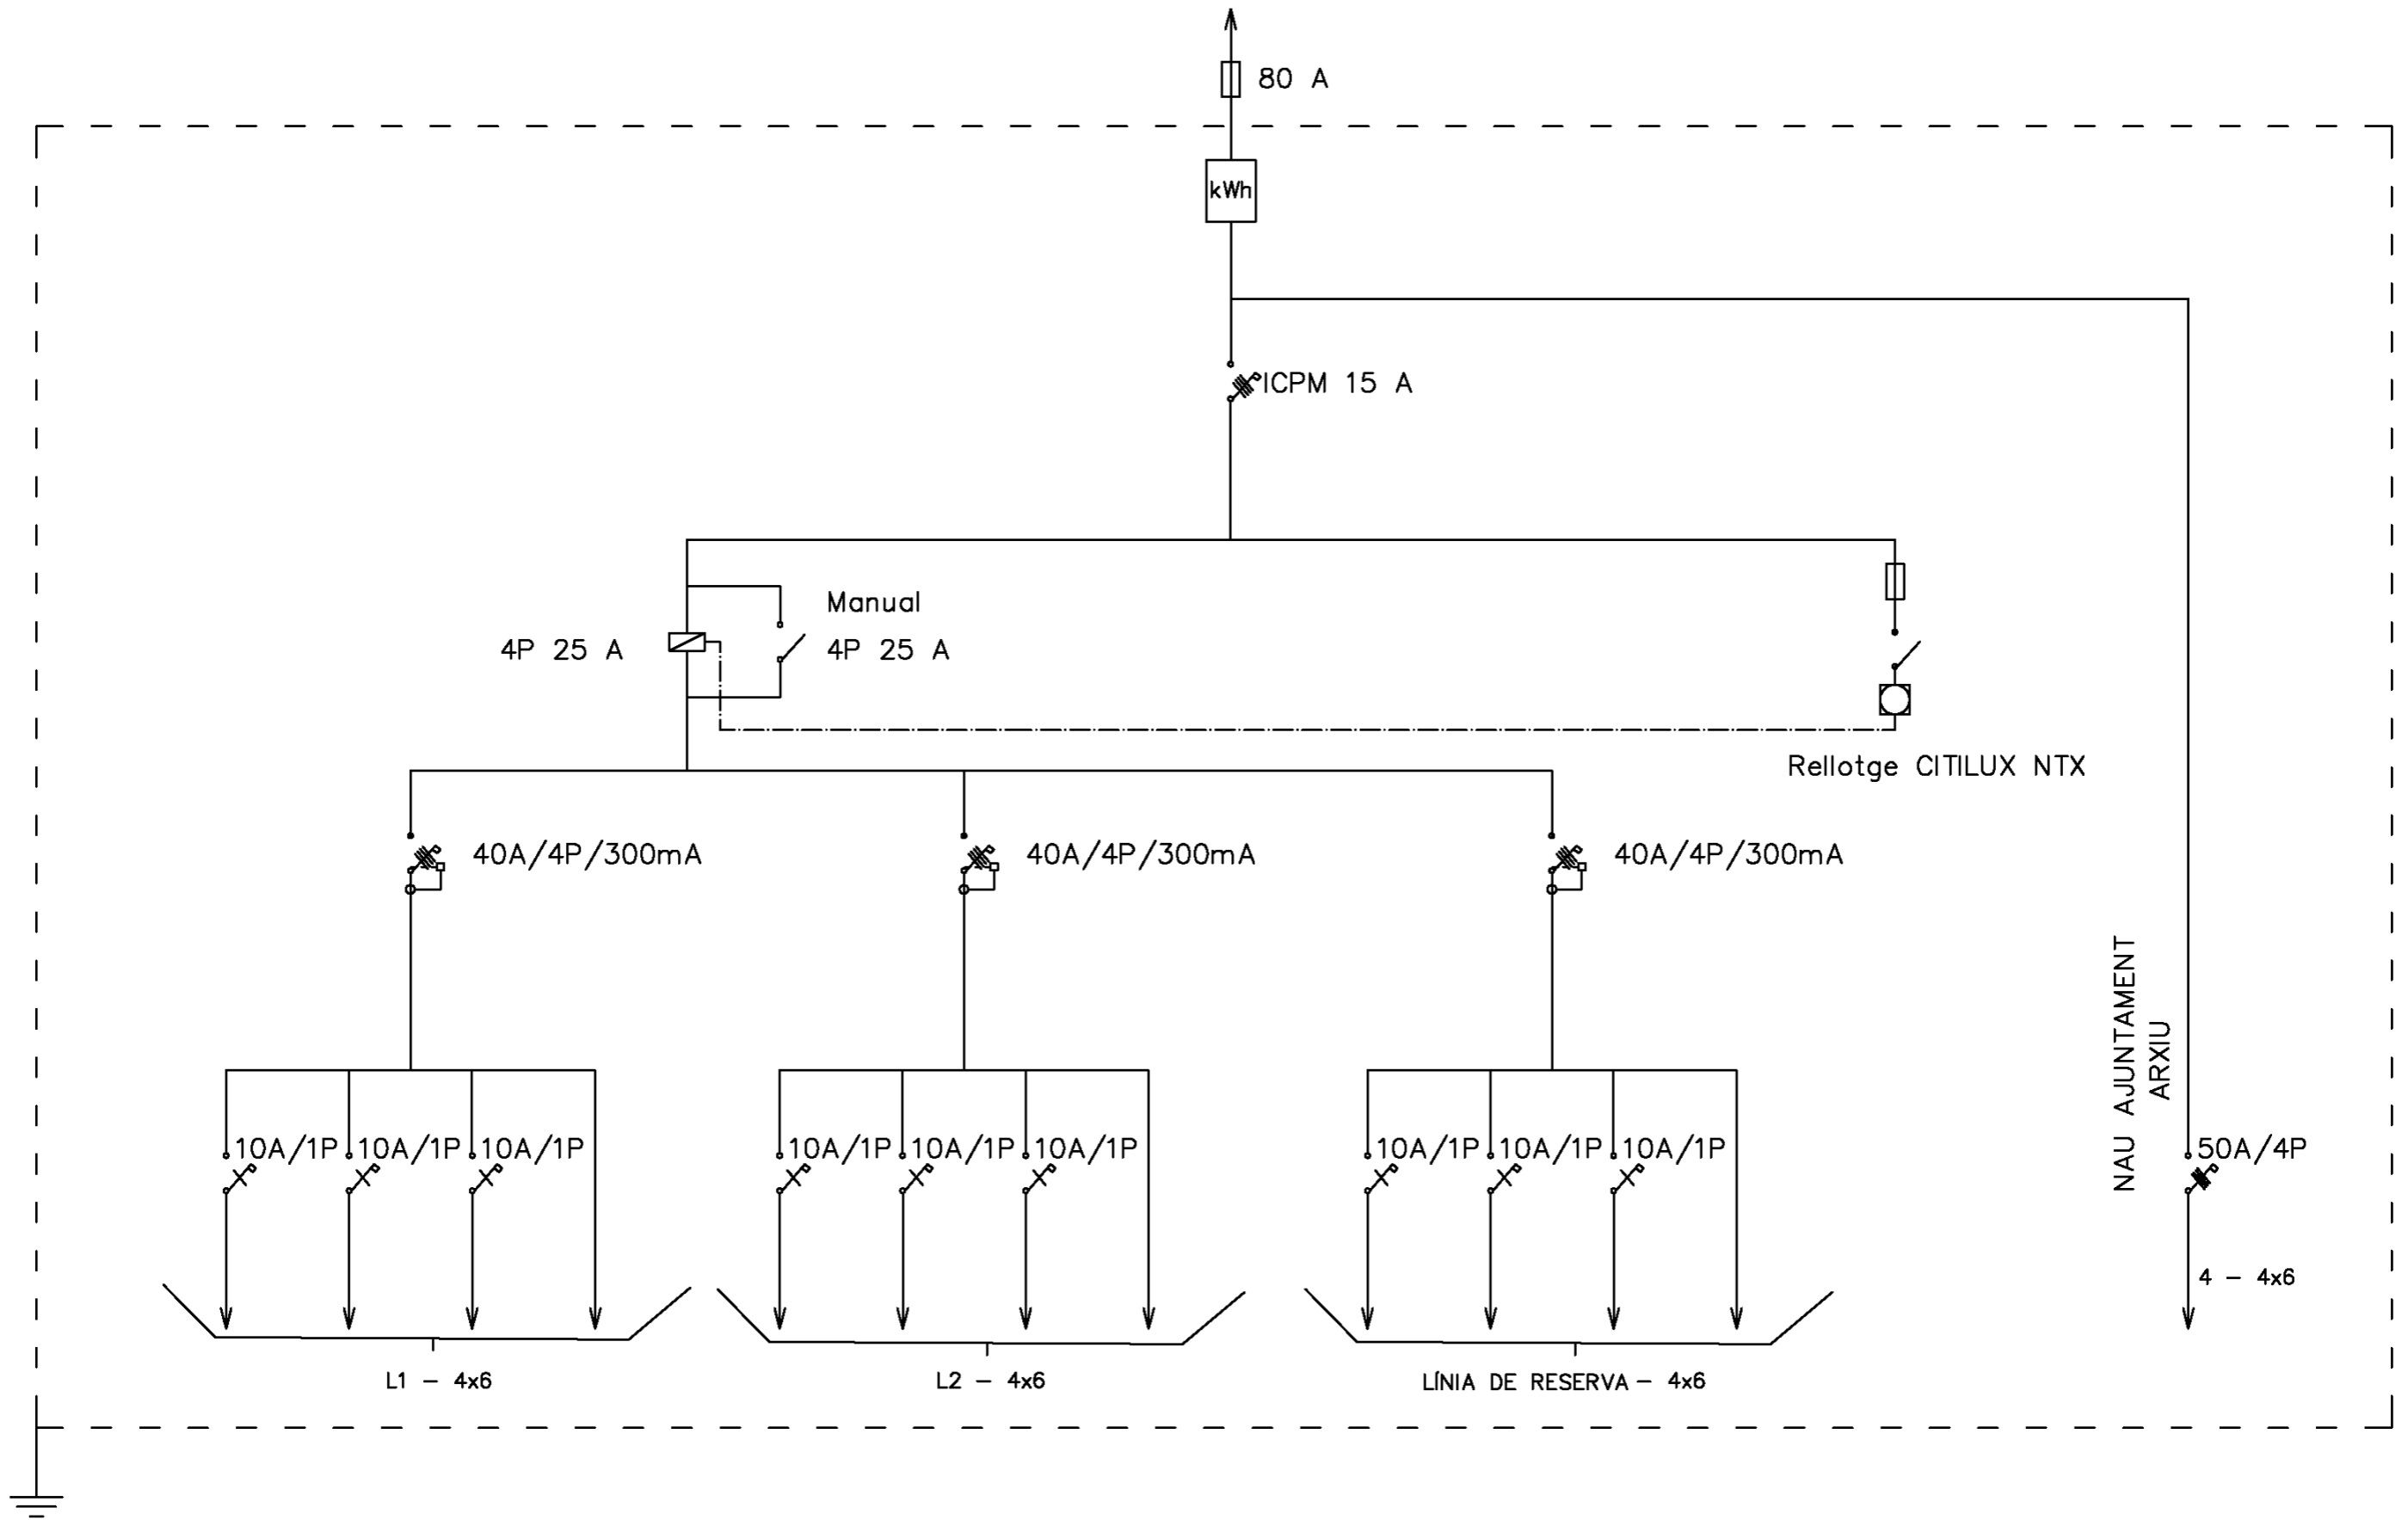 80 A
kWh
ICPM 15 A
Manual
4P 25 A
4P 25 A
Rellotge CITILUX NTX
40A/4P/300mA
40A/4P/300mA
40A/4P/300mA
NAU AJUNTAMENT
ARXIU
10A/1P
10A/1P
10A/1P
10A/1P
10A/1P
10A/1P
10A/1P
10A/1P
10A/1P
50A/4P
4 - 4x6
L1 - 4x6
L2 - 4x6
LÍNIA DE RESERVA - 4x6